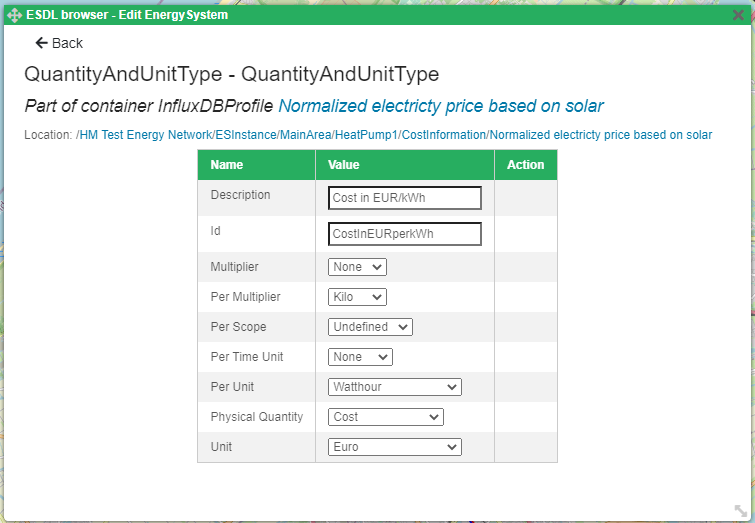 ESDL browser - Edit EnergySystem
Back
QuantityAndUnitType - QuantityAndUnitType
Part of container InfluxDBProfile Normalized electricty price based on solar
Location: /HM Test Energy Network/ESInstance/MainArea/HeatPump1/CostInformation/Normalized electricty price based on solar
Name Value Action
Description Cost in EUR/kWh
Id CostInEURperkWh
Multiplier None
Per Multiplier Kilo
Per Scope Undefined
Per Time Unit None
Per Unit Watthour
Physical Quantity Cost
Unit Euro